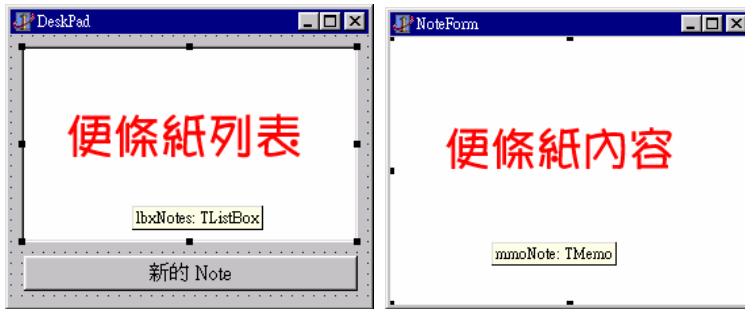 DeskPad
便條紙列表
lbxNotes: TListBox
新的 Note
NoteForm
便條紙內容
mmoNote: TMemo